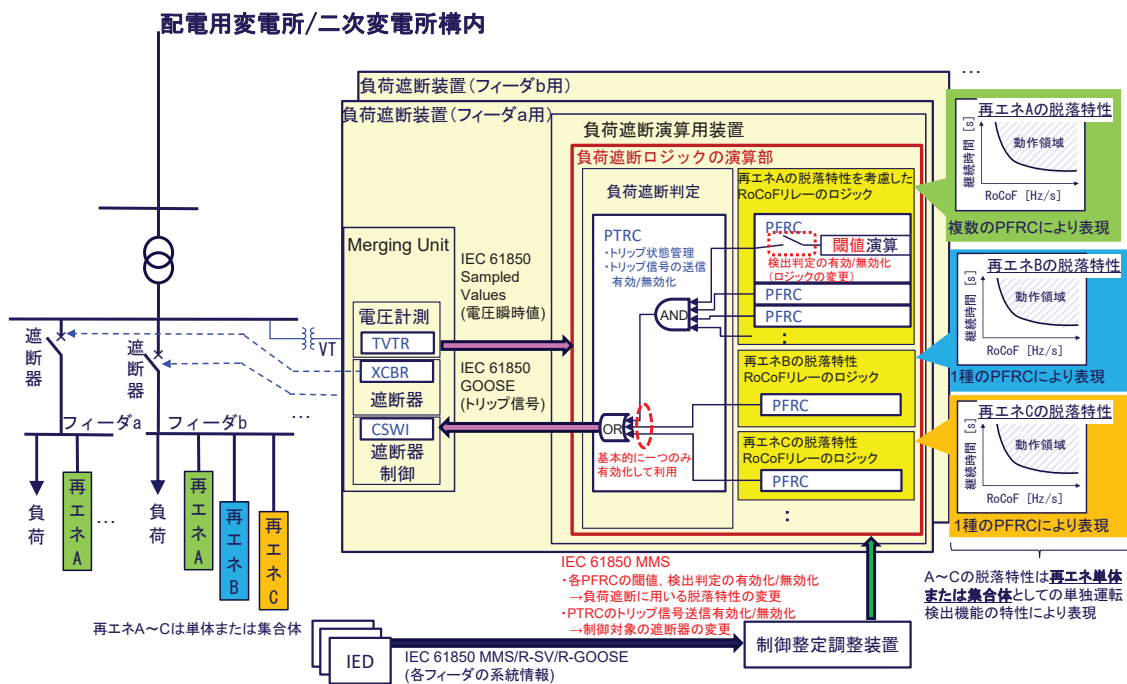 配電用変電所/二次変電所構内
…
負荷遮断装置(フィーダb用)
負荷遮断装置(フィーダa用)
負荷遮断演算用装置
負荷遮断ロジックの演算部
負荷遮断判定
PTRC
・トリップ状態管理
・トリップ信号の送信
有効/無効化
AND
OR
基本的に一つのみ
有効化して利用
再エネAの脱落特性を考慮した
RoCoFリレーのロジック
PFRC
閾値演算
検出判定の有効/無効化
(ロジックの変更)
PFRC
PFRC
:
再エネBの脱落特性
RoCoFリレーのロジック
PFRC
再エネCの脱落特性
RoCoFリレーのロジック
PFRC
:
Merging Unit
電圧計測
TVTR
XCBR
遮断器
CSWI
遮断器
制御
IEC 61850
Sampled
Values
(電圧瞬時値)
IEC 61850
GOOSE
(トリップ信号)
再エネAの脱落特性
継続時間 [s]
動作領域
RoCoF [Hz/s]
複数のPFRCにより表現
再エネBの脱落特性
継続時間 [s]
動作領域
RoCoF [Hz/s]
1種のPFRCにより表現
再エネCの脱落特性
継続時間 [s]
動作領域
RoCoF [Hz/s]
1種のPFRCにより表現
A～Cの脱落特性は再エネ単体
または集合体としての単独運転
検出機能の特性により表現
遮断器
遮断器
VT
…
フィーダa
フィーダb
負荷
再エネA
…
負荷
再エネA
再エネB
再エネC
再エネA～Cは単体または集合体
IEC 61850 MMS
・各PFRCの閾値, 検出判定の有効化/無効化
→負荷遮断に用いる脱落特性の変更
・PTRCのトリップ信号送信有効化/無効化
→制御対象の遮断器の変更
IED
IEC 61850 MMS/R-SV/R-GOOSE
(各フィーダの系統情報)
制御整定調整装置